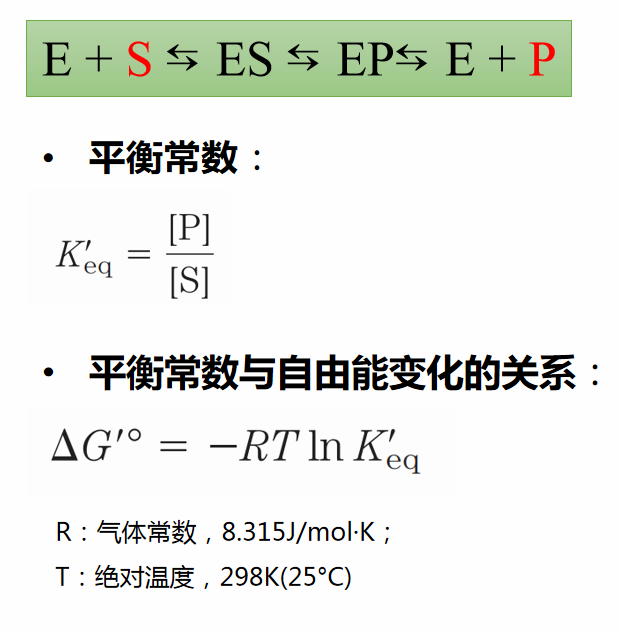 E + S ⇆ ES ⇆ EP⇆ E + P
• 平衡常数：
K′eq = [P]/[S]
• 平衡常数与自由能变化的关系：
ΔG′° = −RT ln K′eq
R：气体常数，8.315J/mol·K；
T：绝对温度，298K(25°C)